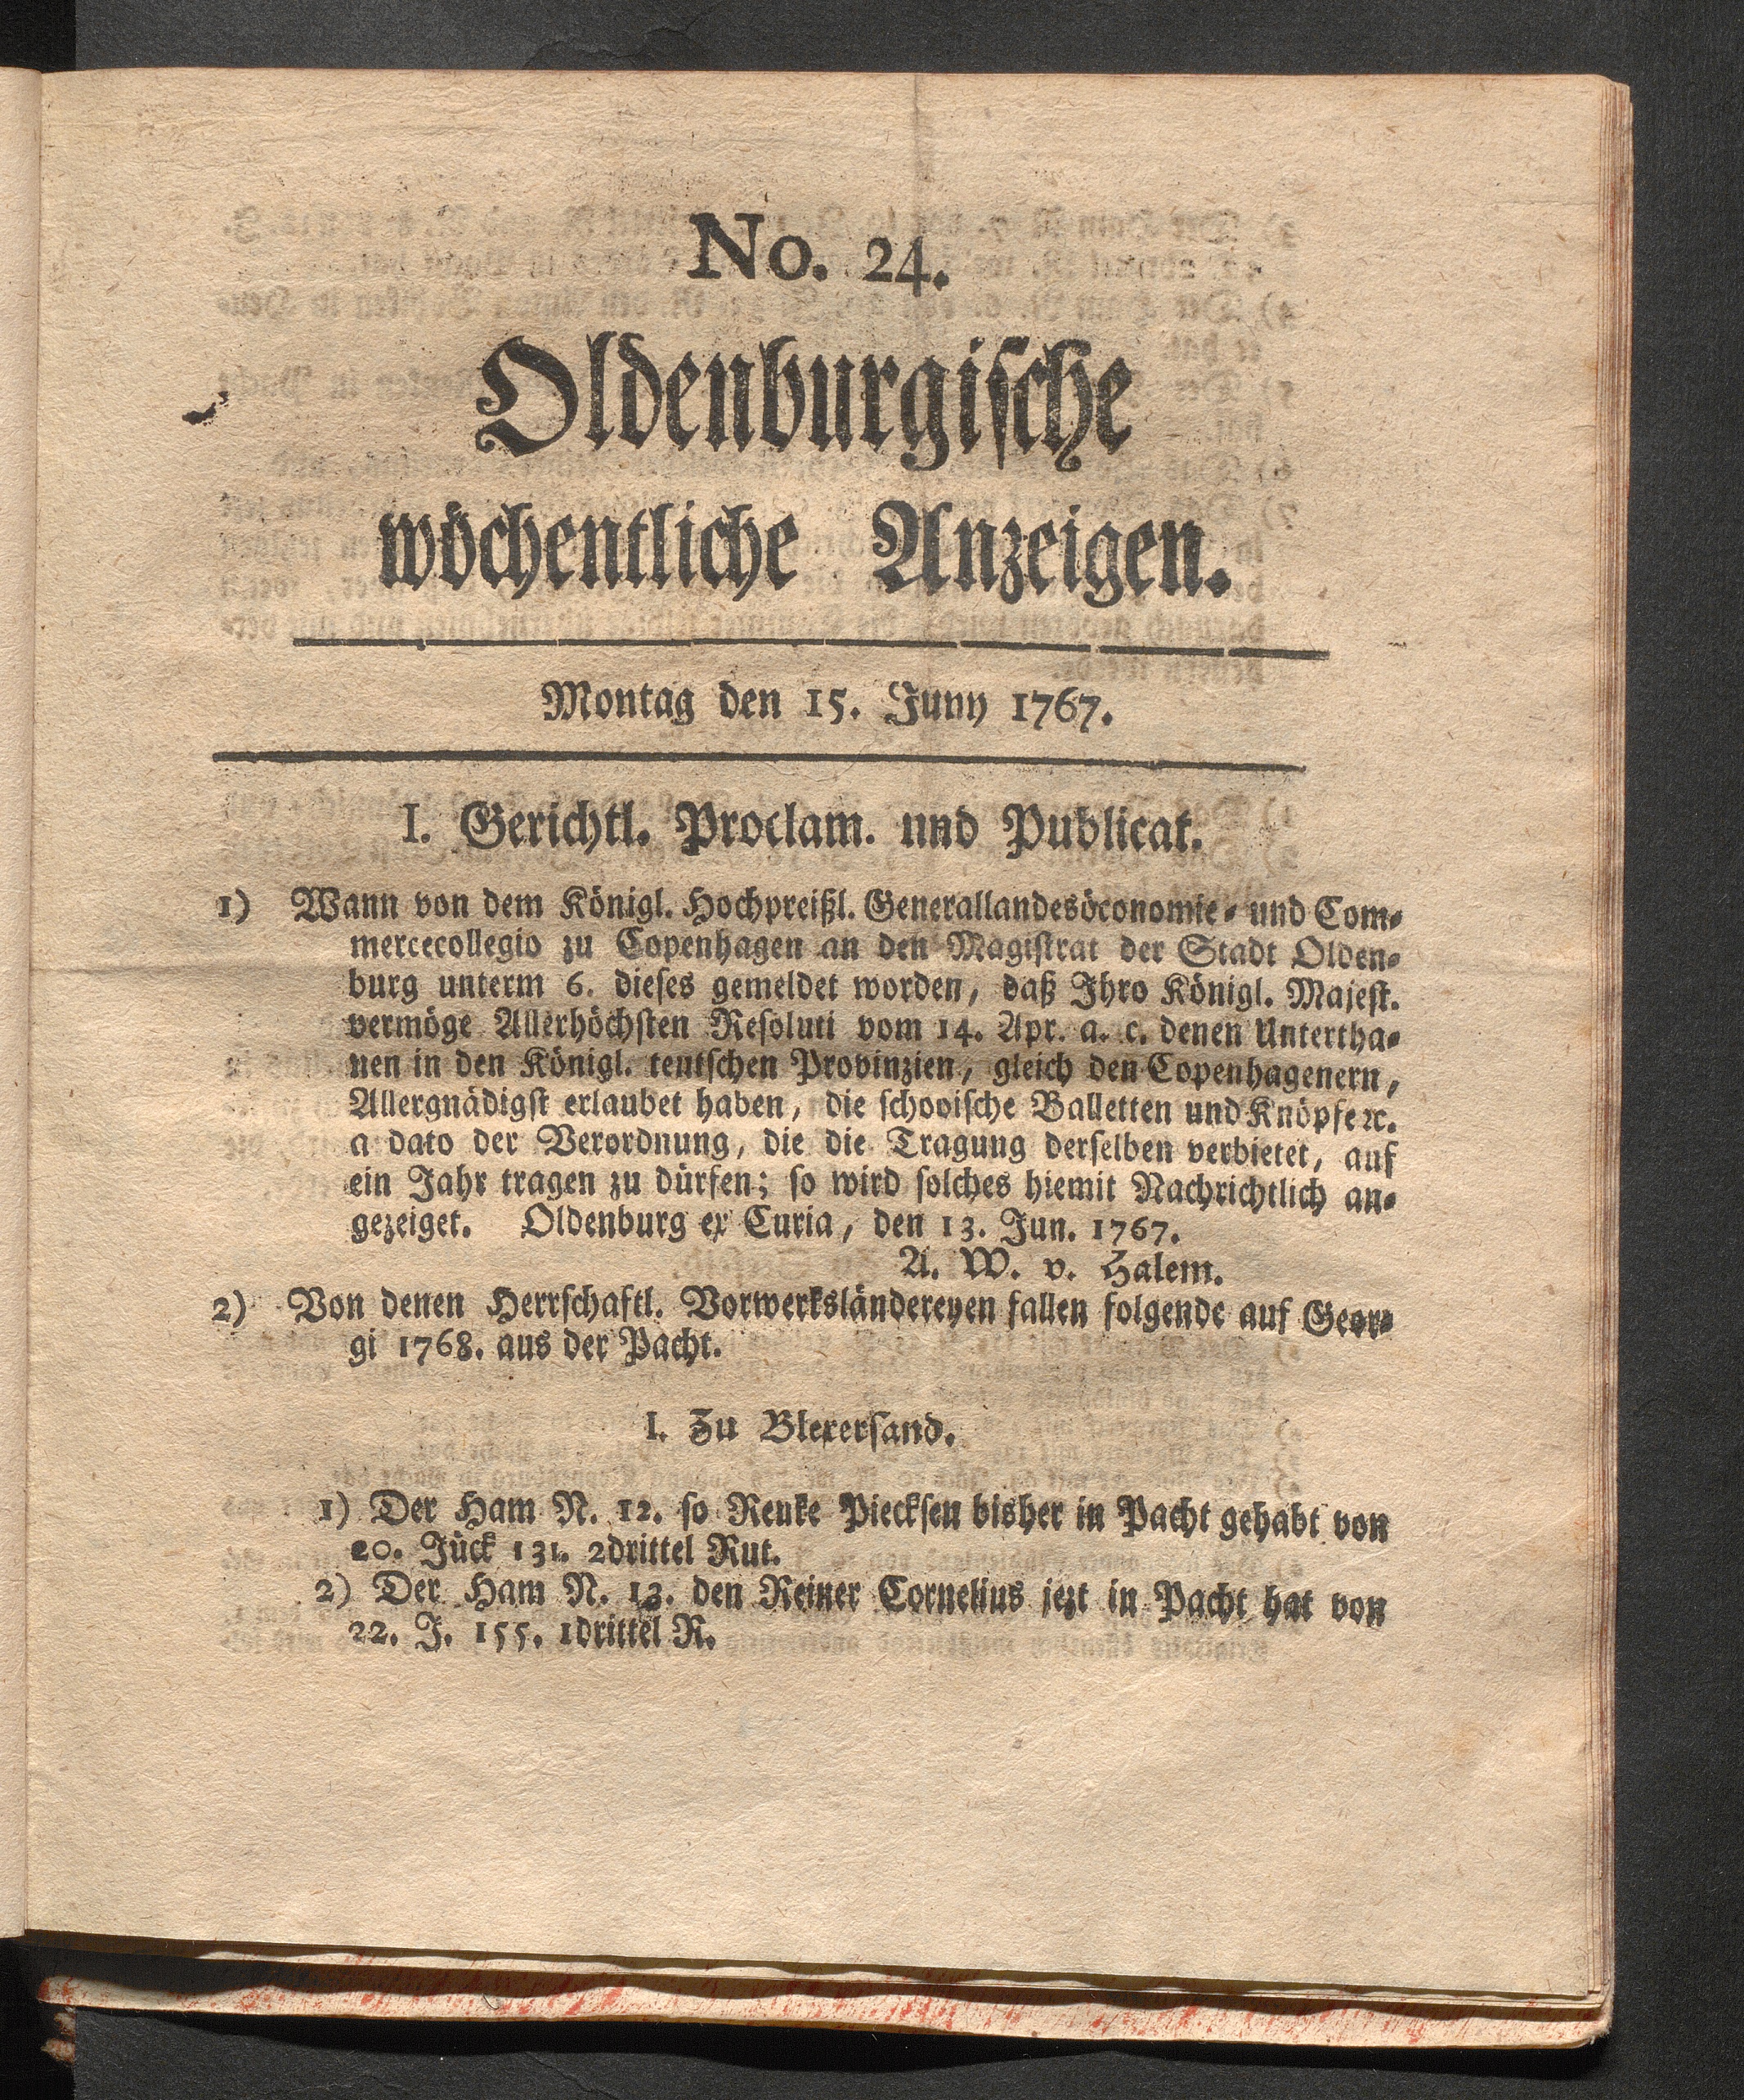 No. 24.
Oldenburgische
wöchentliche Anzeigen.
Montag den 15. Juny 1767.
I. Gerichtl. Proclam. und Publicat.
1) Wann von dem Königl. Hochpreißl. Generallandesöconomie- und Com-
mercecollegio zu Copenhagen an den Magistrat der Stadt Olden-
burg unterm 6. dieses gemeldet worden, daß Ihro Königl. Majest.
vermöge Allerhöchsten Resoluti vom 14. Apr. a. c. denen Untertha-
nen in den Königl. teutschen Provinzien, gleich den Copenhagenern,
Allergnädigst erlaubet haben, die schooische Balletten und Knöpfe ꝛc.
a dato der Verordnung, die die Tragung derselben verbietet, auf
ein Jahr tragen zu dürfen; so wird solches hiemit Nachrichtlich an-
gezeiget. Oldenburg ex Curia, den 13. Jun. 1767.
A. W. v. Halem.
2) Von denen Herrschaftl. Vorwerksländereyen fallen folgende auf Geor-
gi 1768. aus der Pacht.
I. Zu Blexersand.
1) Der Ham N. 12. so Renke Piecksen bisher in Pacht gehabt von
20. Jück 131. 2drittel Rut.
2) Der Ham N. 13. den Reiner Cornelius jezt in Pacht hat von
22. J. 155. 1drittel R.